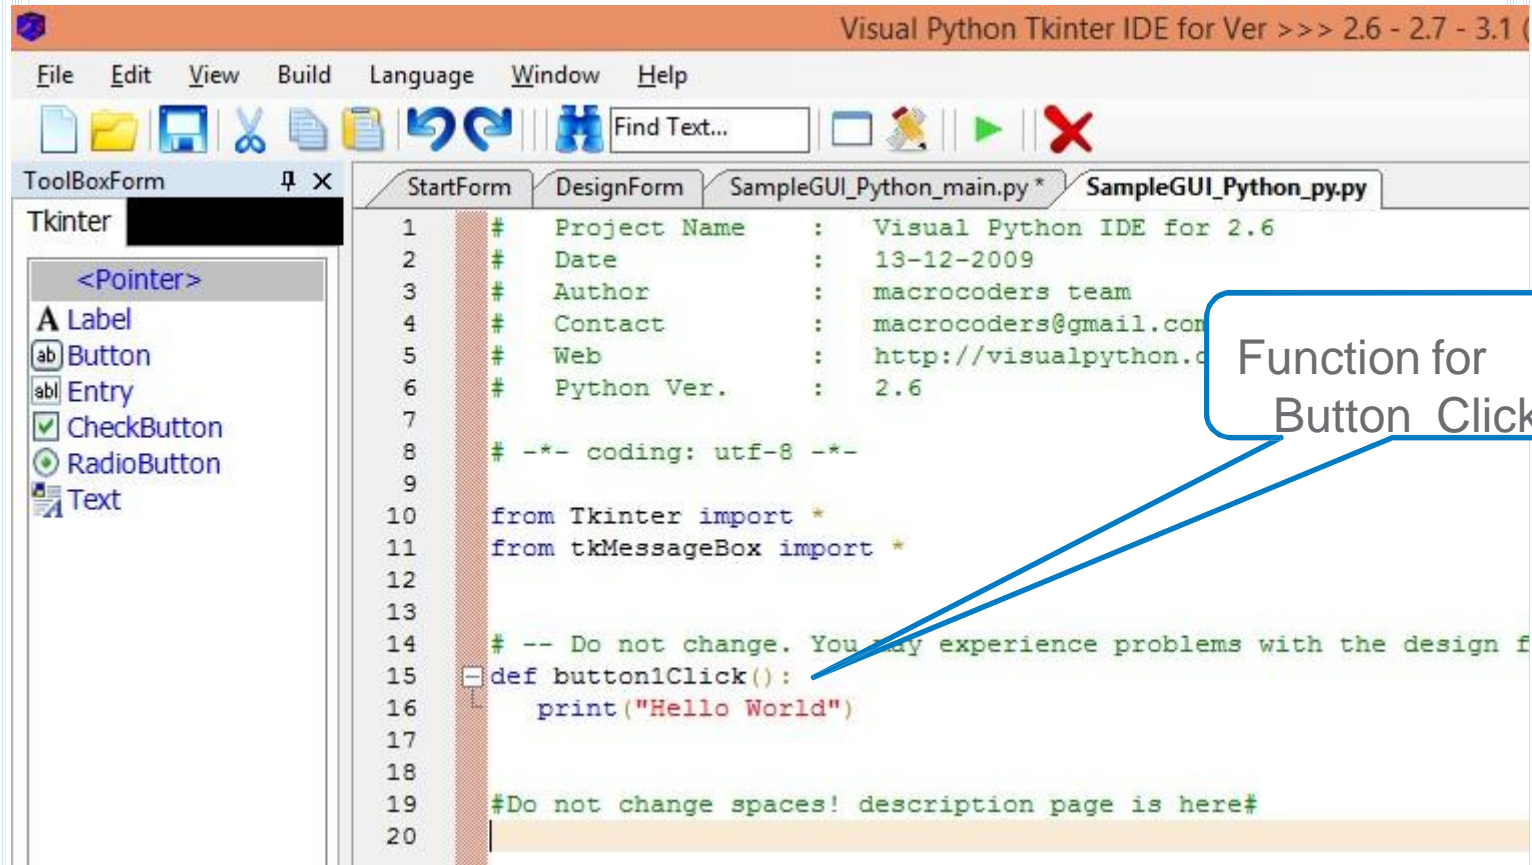 Visual Python Tkinter IDE for Ver >>> 2.6 - 2.7 - 3.1 (
File Edit View Build Language Window Help
Find Text...
ToolBoxForm
StartForm DesignForm SampleGUI_Python_main.py * SampleGUI_Python_py.py
Tkinter
<Pointer>
A Label
ab Button
abl Entry
CheckButton
RadioButton
Text
1 # Project Name : Visual Python IDE for 2.6
2 # Date : 13-12-2009
3 # Author : macrocoders team
4 # Contact : macrocoders@gmail.com
5 # Web : http://visualpython.
6 # Python Ver. : 2.6
7
8 # -*- coding: utf-8 -*-
9
10 from Tkinter import *
11 from tkMessageBox import *
12
13
14 # -- Do not change. You may experience problems with the design f
15 def button1Click():
16 print("Hello World")
17
18
19 #Do not change spaces! description page is here#
20
Function for
Button Click